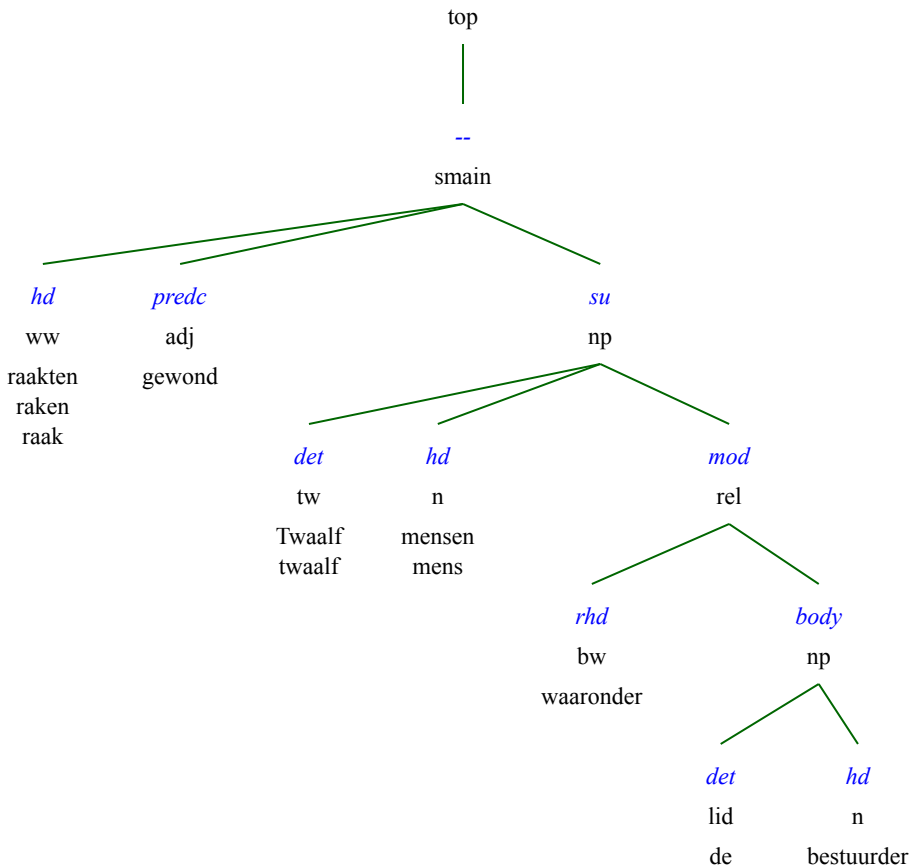 top
--
smain
hd predc su
ww adj np
raakten gewond
raken
raak
det hd mod
tw n rel
Twaalf mensen
twaalf mens
rhd body
bw np
waaronder
det hd
lid n
de bestuurder